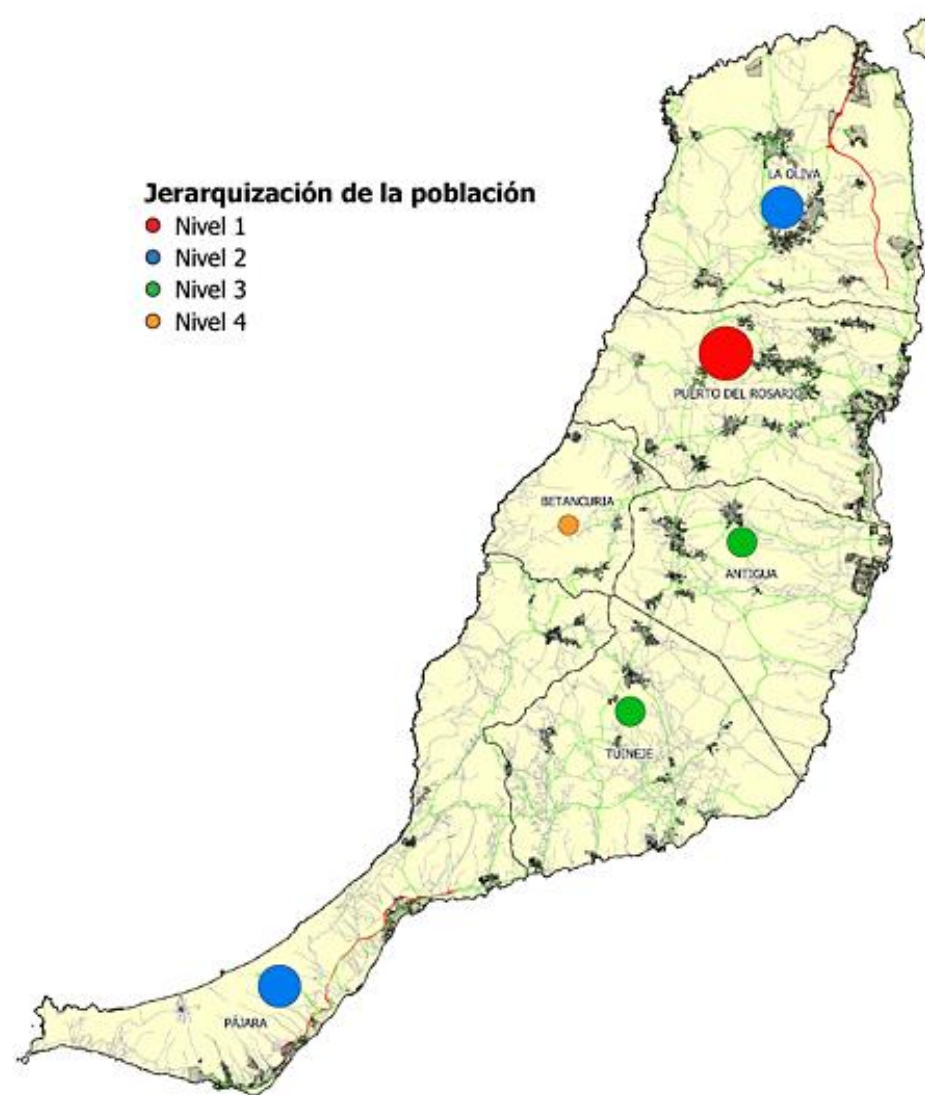 Jerarquización de la población
Nivel 1
Nivel 2
Nivel 3
Nivel 4
LA OLIVA
PUERTO DEL ROSARIO
BETANCURIA
ANTIGUA
TUINEJE
PÁJARA